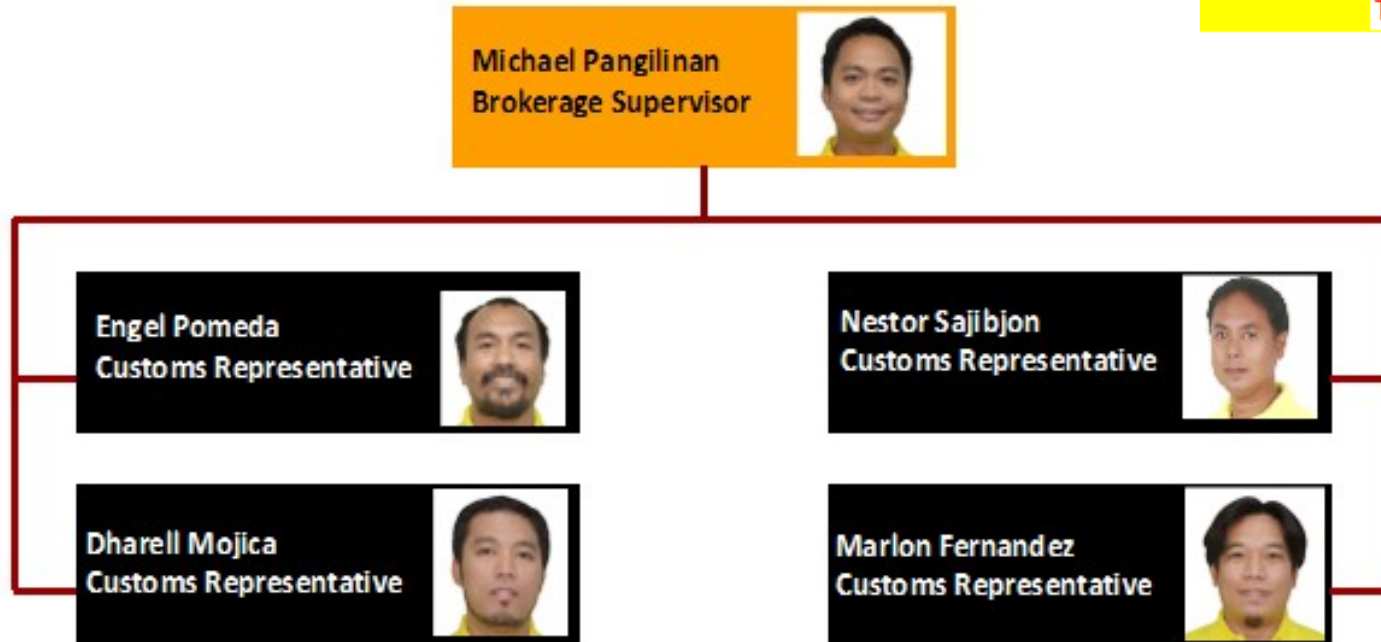 Michael Pangilinan
Brokerage Supervisor
Engel Pomeda
Customs Representative
Nestor Sajibjon
Customs Representative
Dharell Mojica
Customs Representative
Marlon Fernandez
Customs Representative